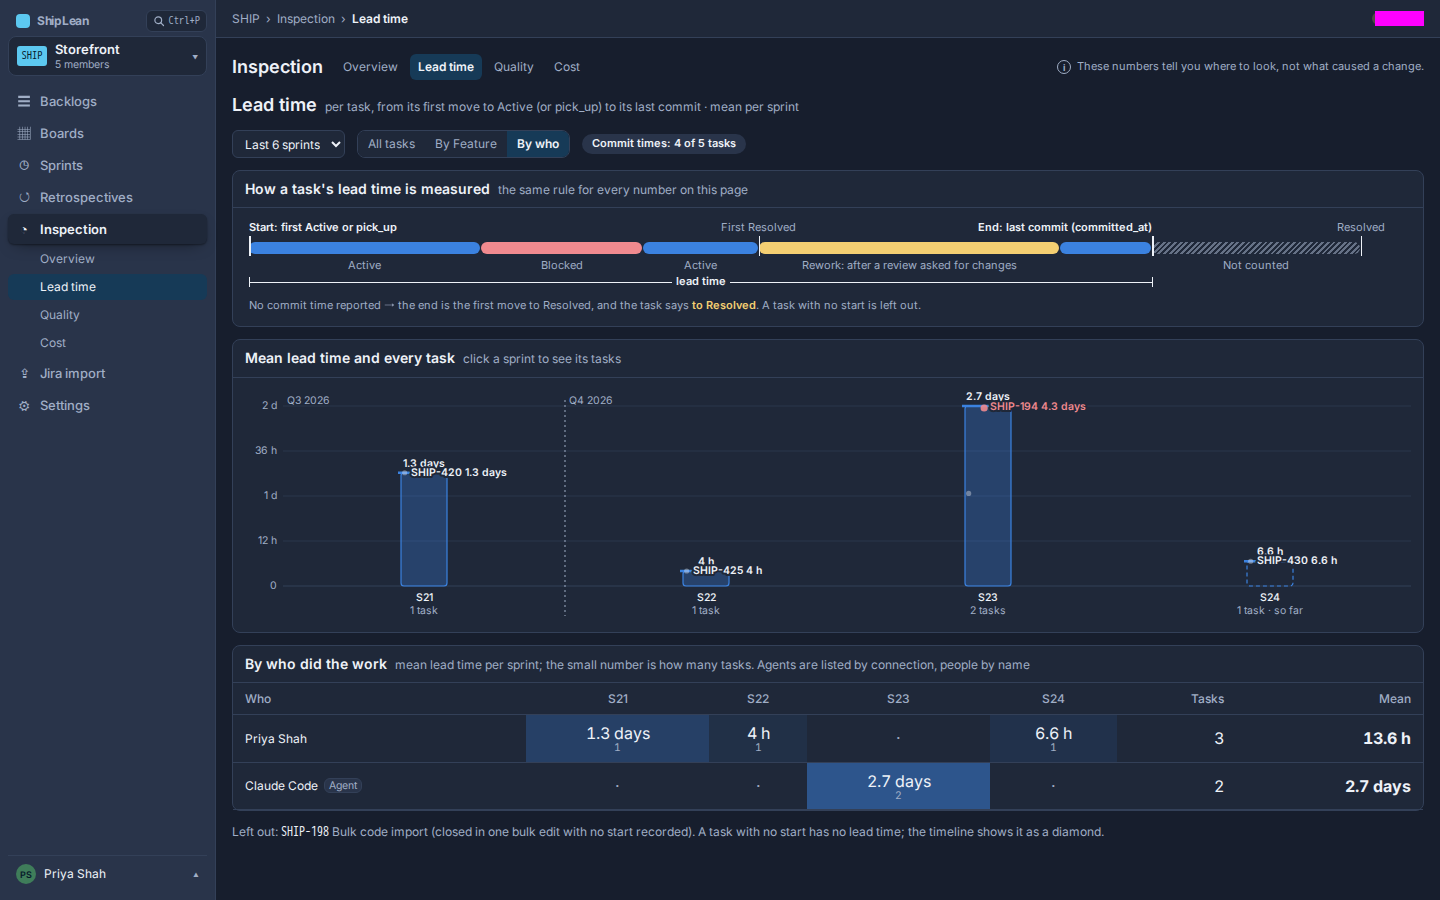 ShipLean
Ctrl+P
SHIP
Storefront
5 members
Backlogs
Boards
Sprints
Retrospectives
Inspection
Overview
Lead time
Quality
Cost
Jira import
Settings
PS Priya Shah
SHIP › Inspection › Lead time
Inspection Overview Lead time Quality Cost
These numbers tell you where to look, not what caused a change.
Lead time per task, from its first move to Active (or pick_up) to its last commit · mean per sprint
Last 6 sprints All tasks By Feature By who Commit times: 4 of 5 tasks
How a task's lead time is measured the same rule for every number on this page
Start: first Active or pick_up First Resolved End: last commit (committed_at) Resolved
Active Blocked Active Rework: after a review asked for changes Not counted
lead time
No commit time reported → the end is the first move to Resolved, and the task says to Resolved. A task with no start is left out.
Mean lead time and every task click a sprint to see its tasks
Q3 2026 Q4 2026
2 d
36 h
1 d
12 h
0
1.3 days
SHIP-420 1.3 days
4 h
SHIP-425 4 h
2.7 days
SHIP-194 4.3 days
6.6 h
SHIP-430 6.6 h
S21 S22 S23 S24
1 task 1 task 2 tasks 1 task · so far
By who did the work mean lead time per sprint; the small number is how many tasks. Agents are listed by connection, people by name
Who S21 S22 S23 S24 Tasks Mean
Priya Shah 1.3 days 4 h · 6.6 h 3 13.6 h
1 1 1
Claude Code Agent · · 2.7 days · 2 2.7 days
2
Left out: SHIP-198 Bulk code import (closed in one bulk edit with no start recorded). A task with no start has no lead time; the timeline shows it as a diamond.